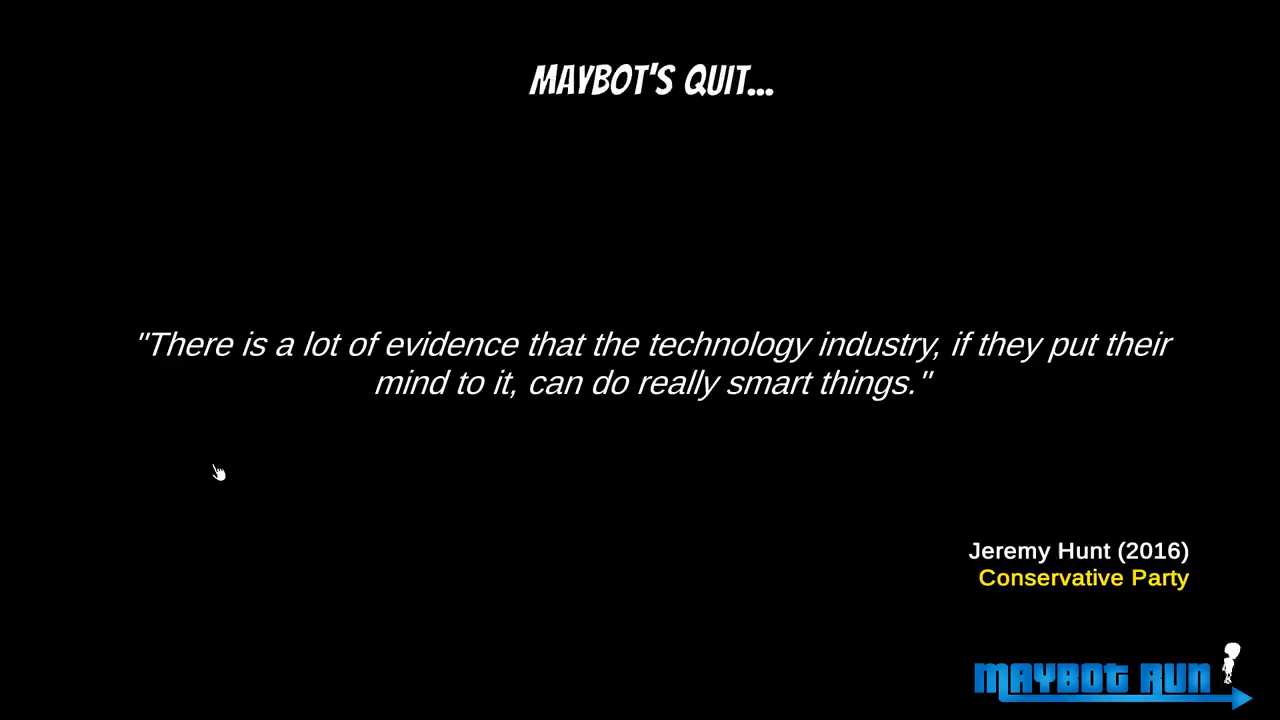 MAYBOT'S QUIT...
"There is a lot of evidence that the technology industry, if they put their
mind to it, can do really smart things."
Jeremy Hunt (2016)
Conservative Party
MAYBOT RUN